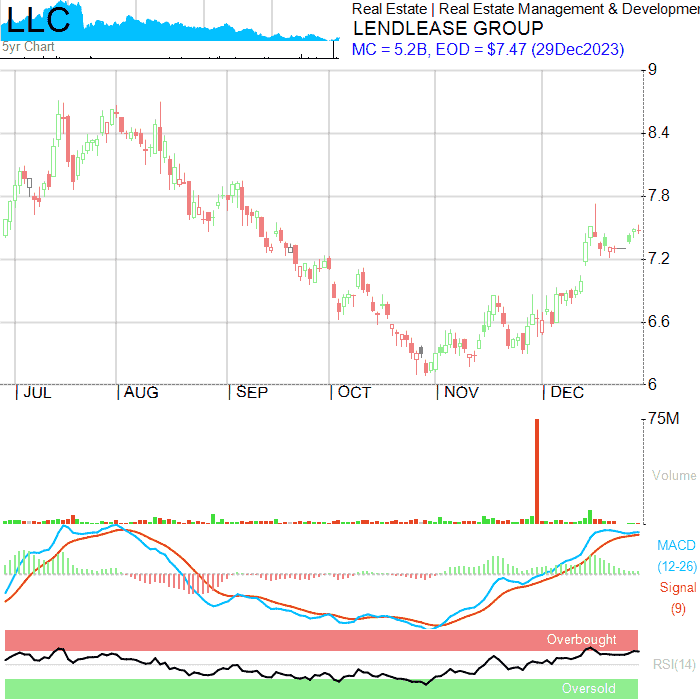 LLC
5yr Chart
Real Estate | Real Estate Management & Developmer
LENDLEASE GROUP
MC = 5.2B, EOD = $7.47 (29Dec2023)
9
8.4
7.8
7.2
6.6
6
JUL
AUG
SEP
OCT
NOV
DEC
75M
Volume
MACD
(12-26)
Signal
(9)
Overbought
RSI(14)
Oversold